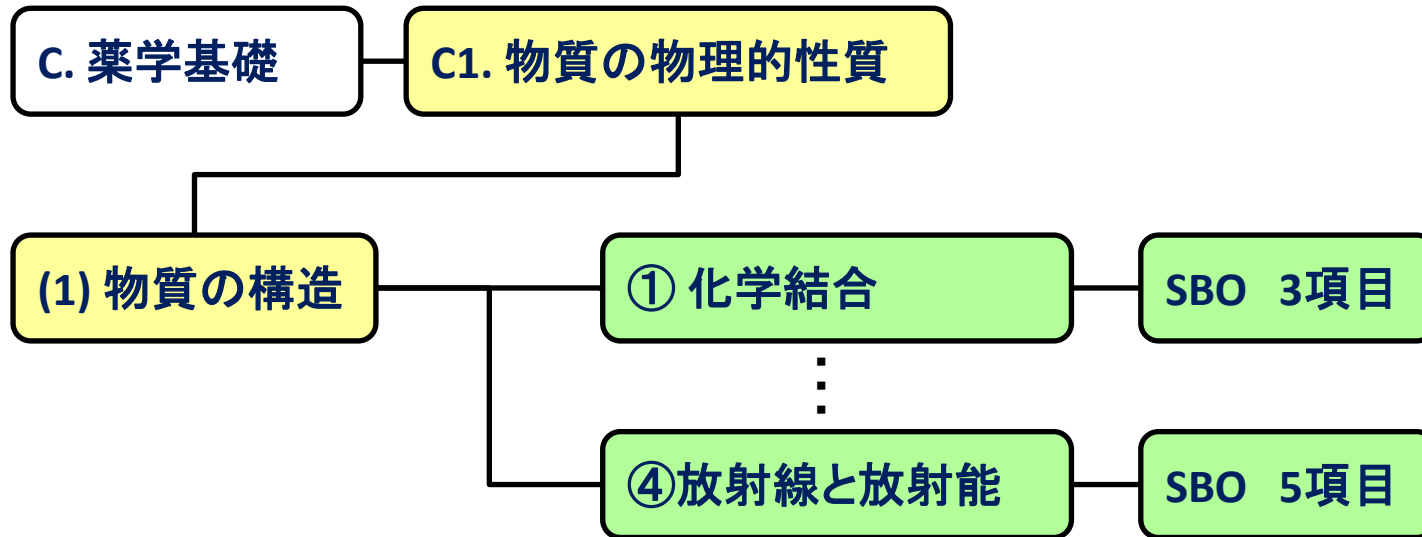 C. 薬学基礎
C1. 物質の物理的性質
(1) 物質の構造
① 化学結合
SBO 3項目
④放射線と放射能
SBO 5項目